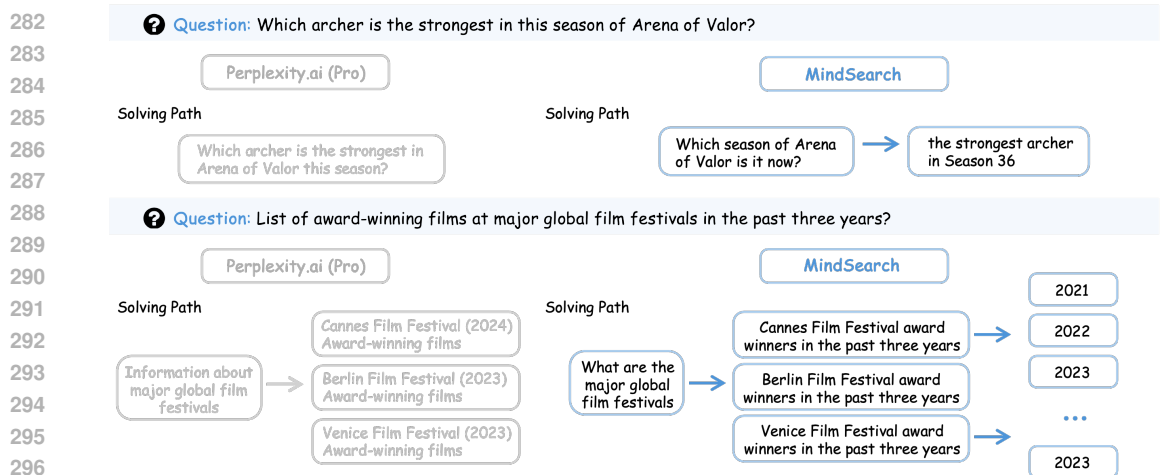 282
283
284
285
286
287
288
289
290
291
292
293
294
295
296
Question: Which archer is the strongest in this season of Arena of Valor?
Perplexity.ai (Pro)
MindSearch
Solving Path
Solving Path
Which archer is the strongest in
Arena of Valor this season?
Which season of Arena
of Valor is it now?
the strongest archer
in Season 36
Question: List of award-winning films at major global film festivals in the past three years?
Perplexity.ai (Pro)
MindSearch
Solving Path
Solving Path
Information about
major global film
festivals
Cannes Film Festival (2024)
Award-winning films
Berlin Film Festival (2023)
Award-winning films
Venice Film Festival (2023)
Award-winning films
What are the
major global
film festivals
Cannes Film Festival award
winners in the past three years
Berlin Film Festival award
winners in the past three years
Venice Film Festival award
winners in the past three years
2021
2022
2023
...
2023